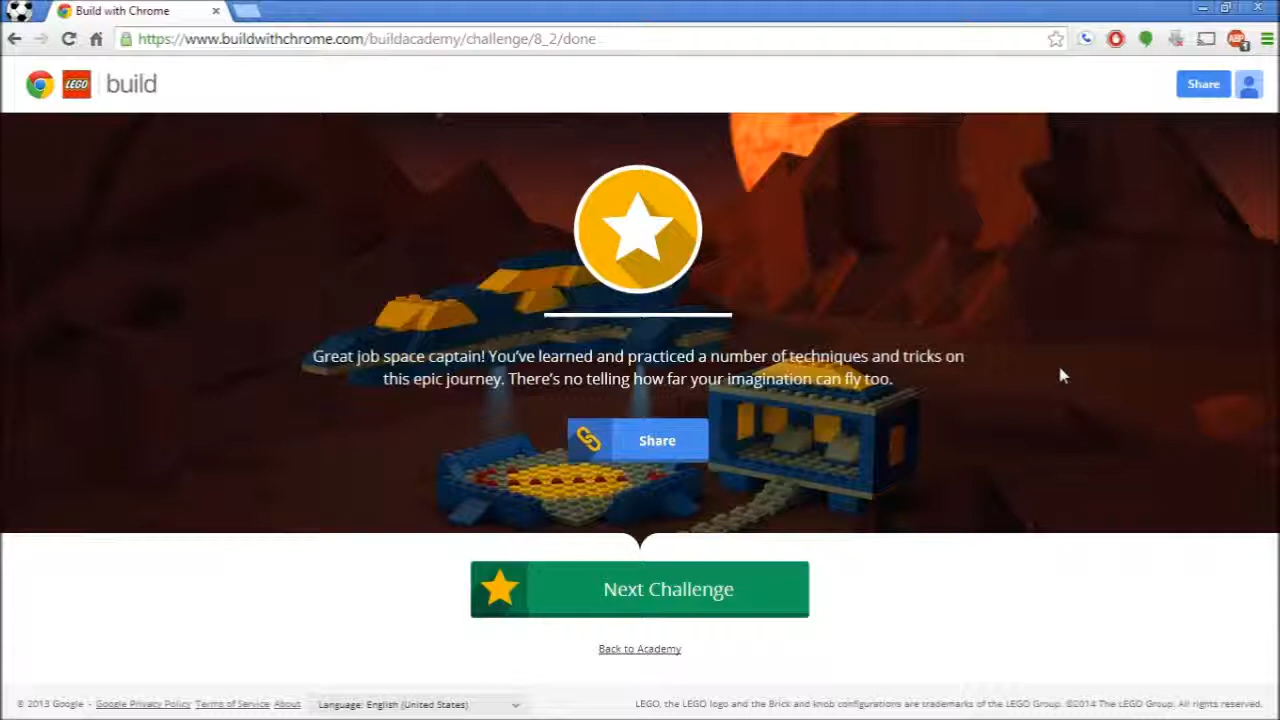 Build with Chrome
https://www.buildwithchrome.com/buildacademy/challenge/8_2/done
LEGO build
Share
Great job space captain! You've learned and practiced a number of techniques and tricks on
this epic journey. There's no telling how far your imagination can fly too.
Share
Next Challenge
Back to Academy
© 2013 Google - Google Privacy Policy Terms of Service About Language: English (United States) LEGO, the LEGO logo and the Brick and knob configurations are trademarks of the LEGO Group. ©2014 The LEGO Group. All rights reserved.